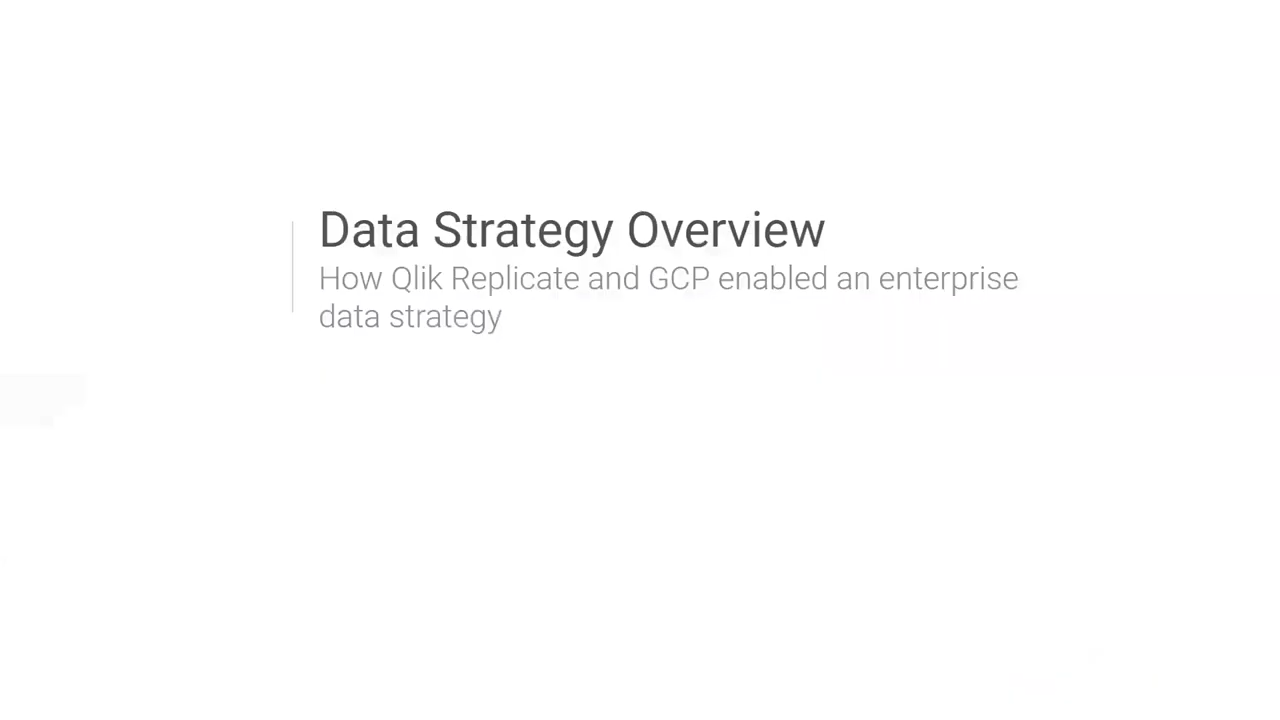 Data Strategy Overview
How Qlik Replicate and GCP enabled an enterprise
data strategy